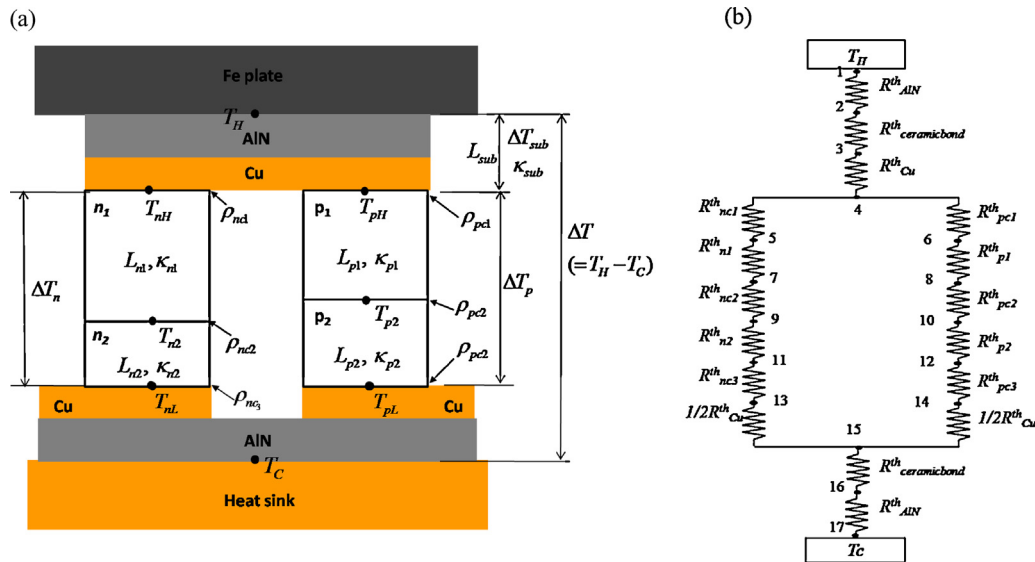 (a)
Fe plate
T_H
AlN
Cu
L_sub
ΔT_sub
κ_sub
n₁
T_nH
ρ_nc1
p₁
T_pH
ρ_pc1
L_n1, κ_n1
L_p1, κ_p1
ΔT
(=T_H−T_C)
ΔT_n
ΔT_p
n₂
T_n2
ρ_nc2
p₂
T_p2
ρ_pc2
L_n2, κ_n2
L_p2, κ_p2
ρ_pc2
Cu
T_nL
ρ_nc₃
T_pL
Cu
AlN
T_C
Heat sink
(b)
T_H
1
R^th_AlN
2
R^th_ceramicbond
3
R^th_Cu
4
R^th_nc1
R^th_pc1
5
6
R^th_n1
R^th_p1
7
8
R^th_nc2
R^th_pc2
9
10
R^th_n2
R^th_p2
11
12
R^th_nc3
R^th_pc3
13
14
1/2R^th_Cu
1/2R^th_Cu
15
R^th_ceramicbond
16
R^th_AlN
17
Tc